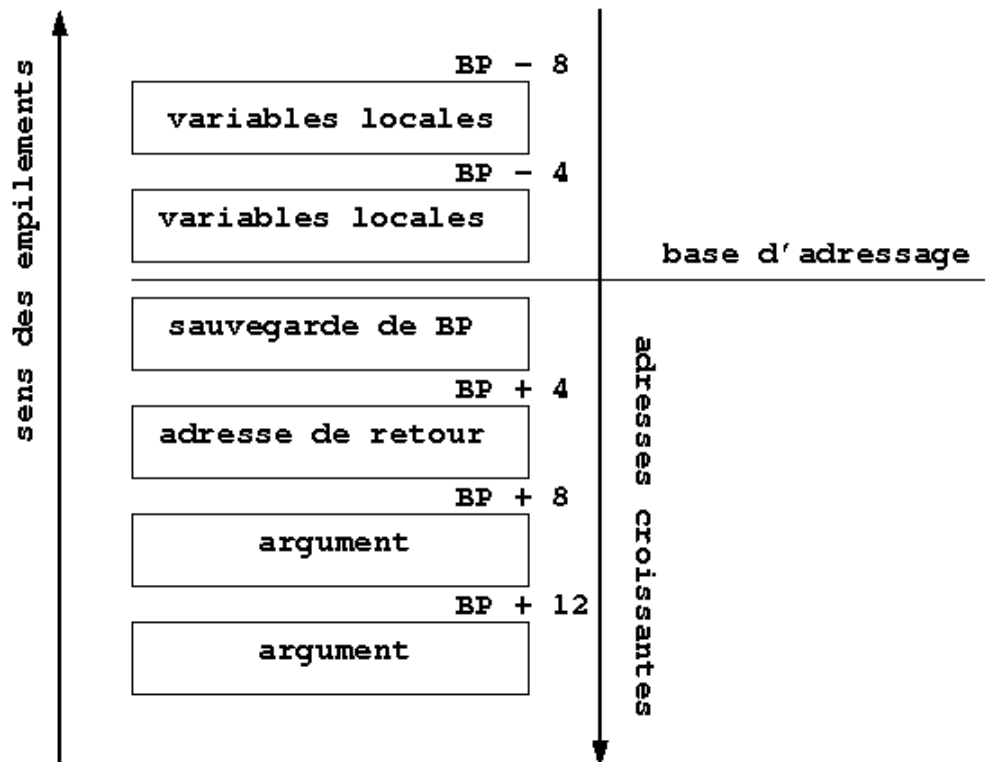 sens des empilements
BP − 8
variables locales
BP − 4
variables locales
base d'adressage
sauvegarde de BP
BP + 4
adresse de retour
BP + 8
argument
BP + 12
argument
adresses croissantes